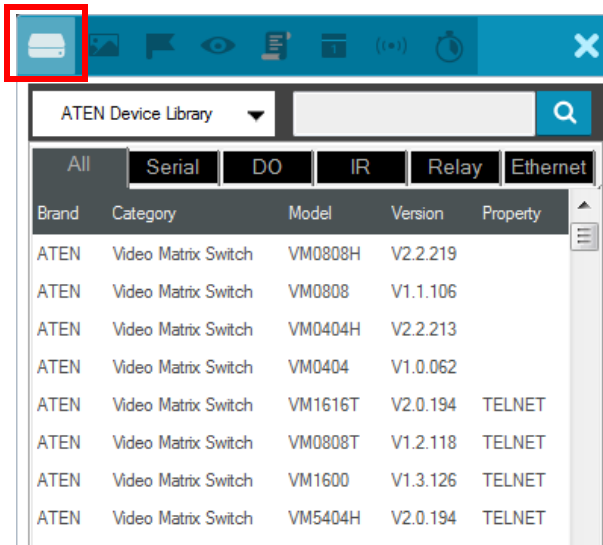 1
ATEN Device Library
All Serial DO IR Relay Ethernet
Brand Category Model Version Property
ATEN Video Matrix Switch VM0808H V2.2.219
ATEN Video Matrix Switch VM0808 V1.1.106
ATEN Video Matrix Switch VM0404H V2.2.213
ATEN Video Matrix Switch VM0404 V1.0.062
ATEN Video Matrix Switch VM1616T V2.0.194 TELNET
ATEN Video Matrix Switch VM0808T V1.2.118 TELNET
ATEN Video Matrix Switch VM1600 V1.3.126 TELNET
ATEN Video Matrix Switch VM5404H V2.0.194 TELNET